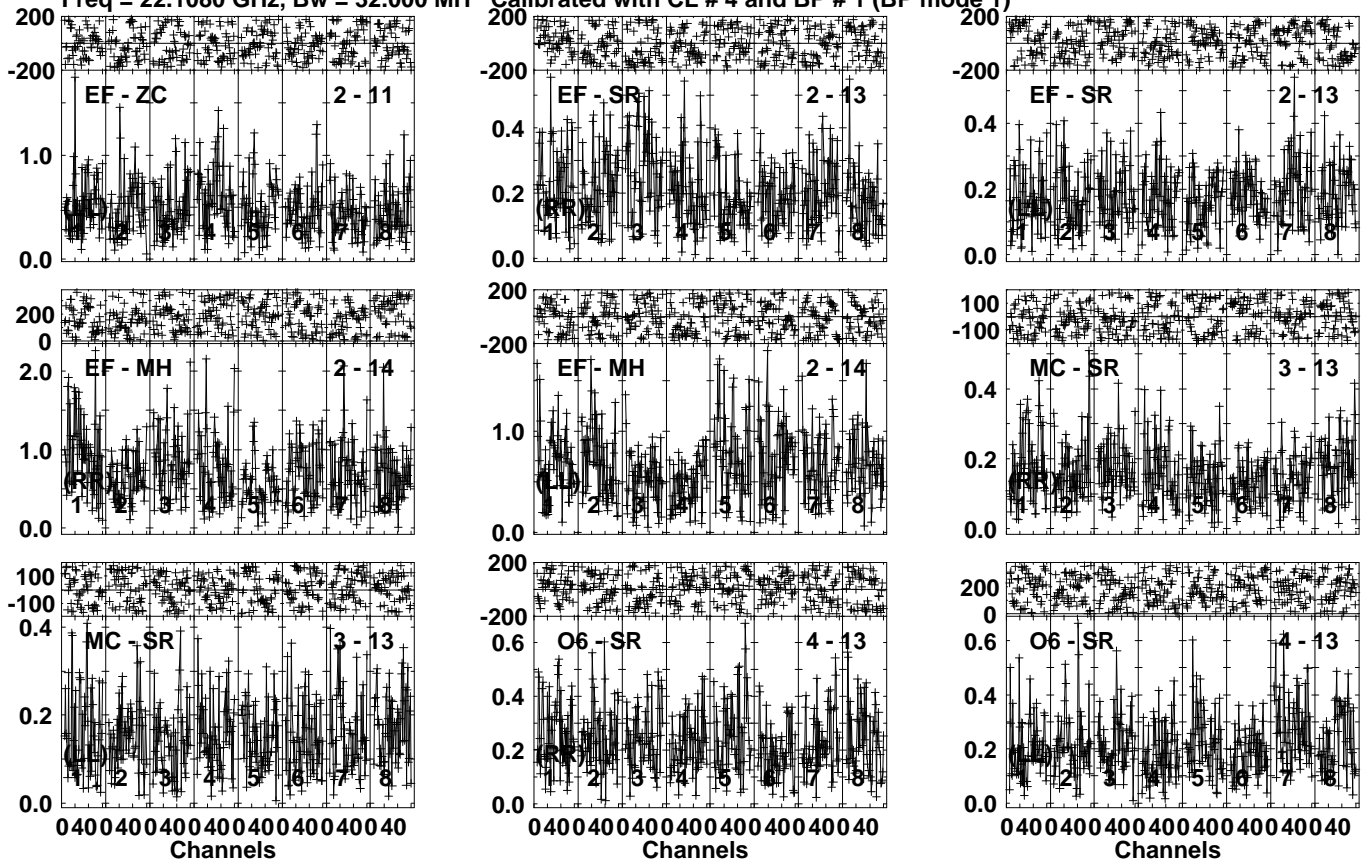 Freq = 22.1080 GHz, Bw = 32.000 MH Calibrated with CL # 4 and BP # 1 (BP mode 1)
200 200 200
-200 -200 -200
EF - ZC 2 - 11 EF - SR 2 - 13 EF - SR 2 - 13
1.0 0.4 0.4
0.2 0.2
(LL) (RR) (LL)
1 2 3 4 5 6 7 8 1 2 3 4 5 6 7 8 1 2 3 4 5 6 7 8
0.0 0.0 0.0
200 200 100
0 -200 -100
EF - MH 2 - 14 EF - MH 2 - 14 MC - SR 3 - 13
2.0 1.0 0.4
1.0 0.2
(RR) (LL) (RR)
1 2 3 4 5 6 7 8 1 2 3 4 5 6 7 8 1 2 3 4 5 6 7 8
0.0 0.0 0.0
100 200 200
-100 -200 0
MC - SR 3 - 13 O6 - SR 4 - 13 O6 - SR 4 - 13
0.4 0.6 0.6
0.2 0.4 0.4
0.2 0.2
(LL) (RR) (LL)
1 2 3 4 5 6 7 8 1 2 3 4 5 6 7 8 1 2 3 4 5 6 7 8
0.0 0.0 0.0
0 40 0 40 0 40 0 40 0 40 0 40 0 40 0 40 0 40 0 40 0 40 0 40 0 40 0 40 0 40 0 40 0 40 0 40 0 40 0 40 0 40 0 40 0 40 0 40
Channels Channels Channels